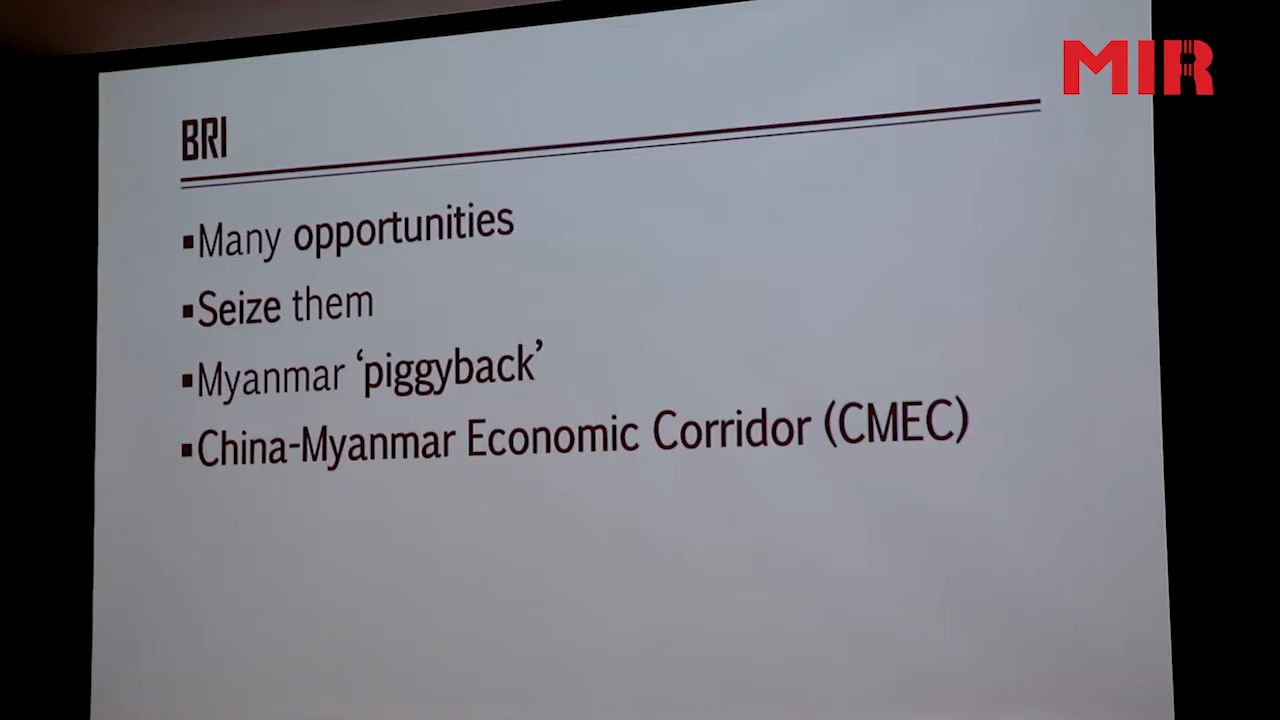 MIR
BRI
▪Many opportunities
▪Seize them
▪Myanmar ‘piggyback’
▪China-Myanmar Economic Corridor (CMEC)